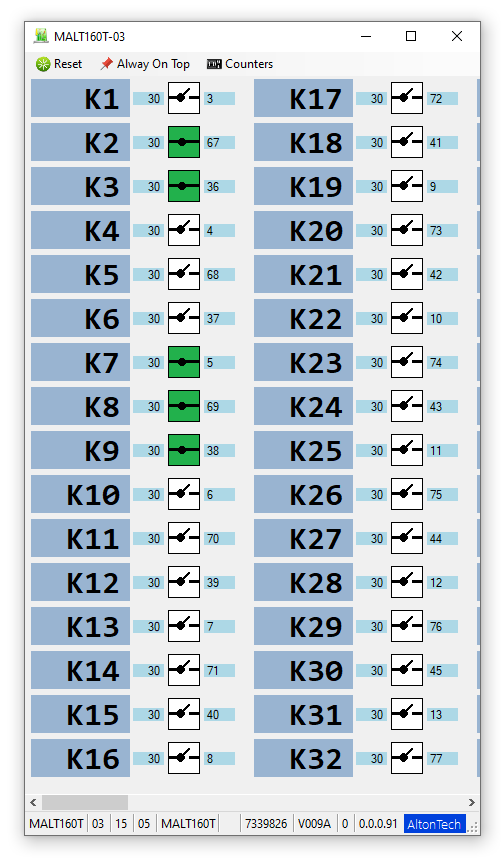 MALT160T-03
Reset Alway On Top Counters
K1 30 3 K17 30 72
K2 30 67 K18 30 41
K3 30 36 K19 30 9
K4 30 4 K20 30 73
K5 30 68 K21 30 42
K6 30 37 K22 30 10
K7 30 5 K23 30 74
K8 30 69 K24 30 43
K9 30 38 K25 30 11
K10 30 6 K26 30 75
K11 30 70 K27 30 44
K12 30 39 K28 30 12
K13 30 7 K29 30 76
K14 30 71 K30 30 45
K15 30 40 K31 30 13
K16 30 8 K32 30 77
MALT160T 03 15 05 MALT160T 7339826 V009A 0 0.0.0.91 AltonTech